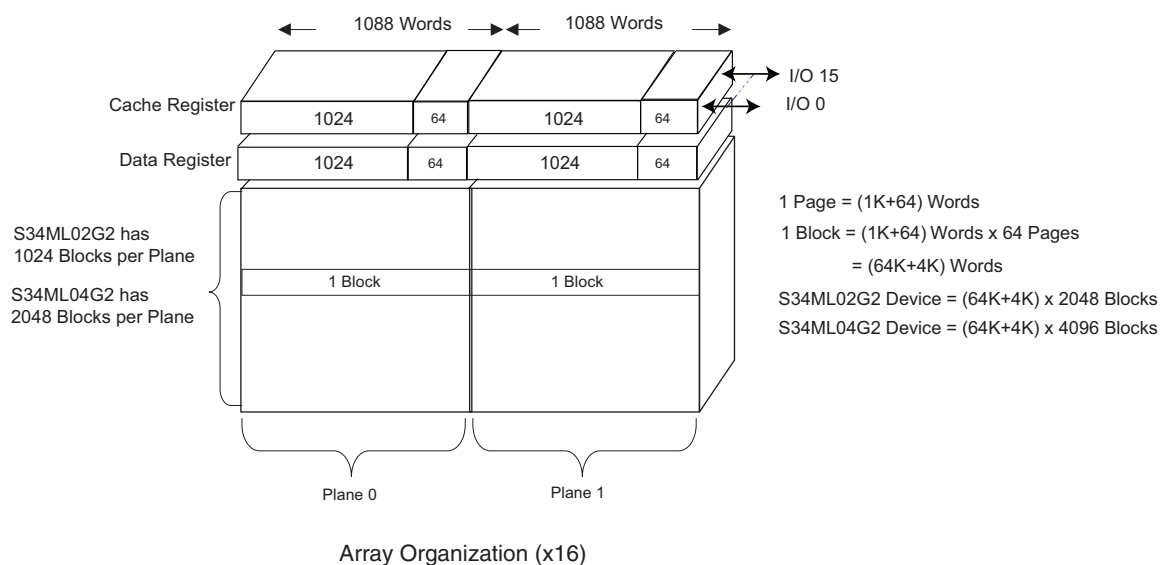 1088 Words 1088 Words
I/O 15
I/O 0
Cache Register 1024 64 1024 64
Data Register 1024 64 1024 64
S34ML02G2 has
1024 Blocks per Plane
S34ML04G2 has
2048 Blocks per Plane
1 Block 1 Block
1 Page = (1K+64) Words
1 Block = (1K+64) Words x 64 Pages
= (64K+4K) Words
S34ML02G2 Device = (64K+4K) x 2048 Blocks
S34ML04G2 Device = (64K+4K) x 4096 Blocks
Plane 0 Plane 1
Array Organization (x16)